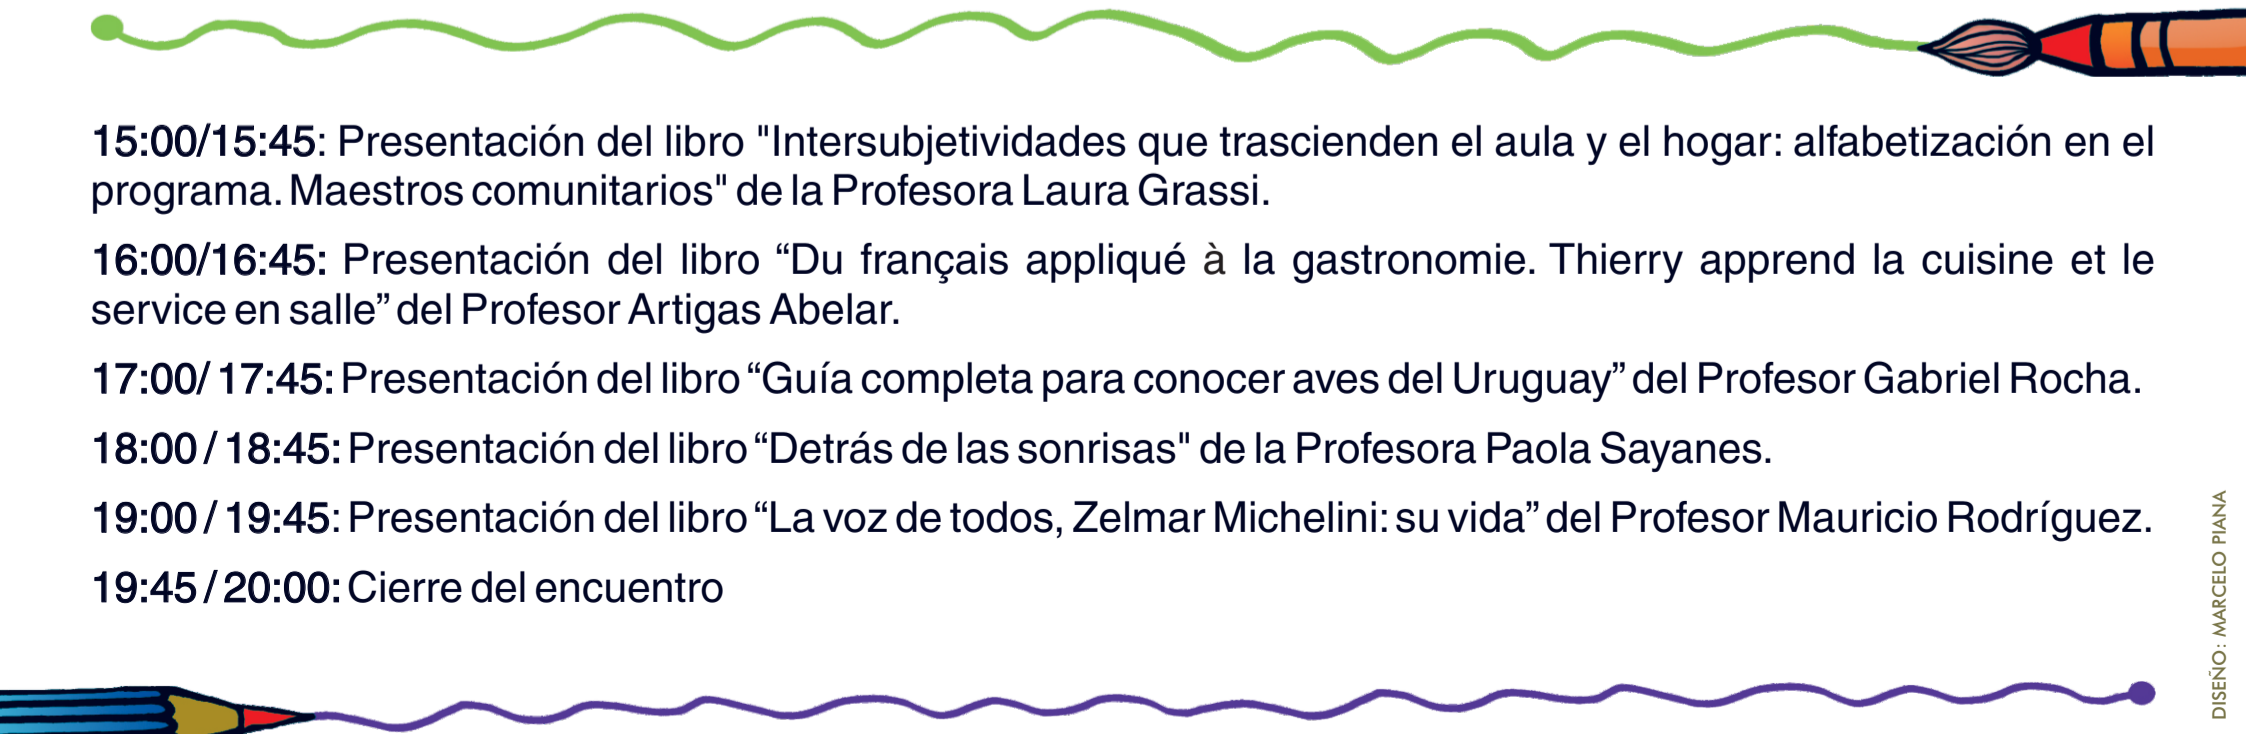 15:00/15:45: Presentación del libro "Intersubjetividades que trascienden el aula y el hogar: alfabetización en el
programa. Maestros comunitarios" de la Profesora Laura Grassi.
16:00/16:45: Presentación del libro “Du français appliqué à la gastronomie. Thierry apprend la cuisine et le
service en salle” del Profesor Artigas Abelar.
17:00/ 17:45: Presentación del libro “Guía completa para conocer aves del Uruguay” del Profesor Gabriel Rocha.
18:00 / 18:45: Presentación del libro “Detrás de las sonrisas" de la Profesora Paola Sayanes.
19:00 / 19:45: Presentación del libro “La voz de todos, Zelmar Michelini: su vida” del Profesor Mauricio Rodríguez.
19:45 / 20:00: Cierre del encuentro
DISEÑO: MARCELO PIANA